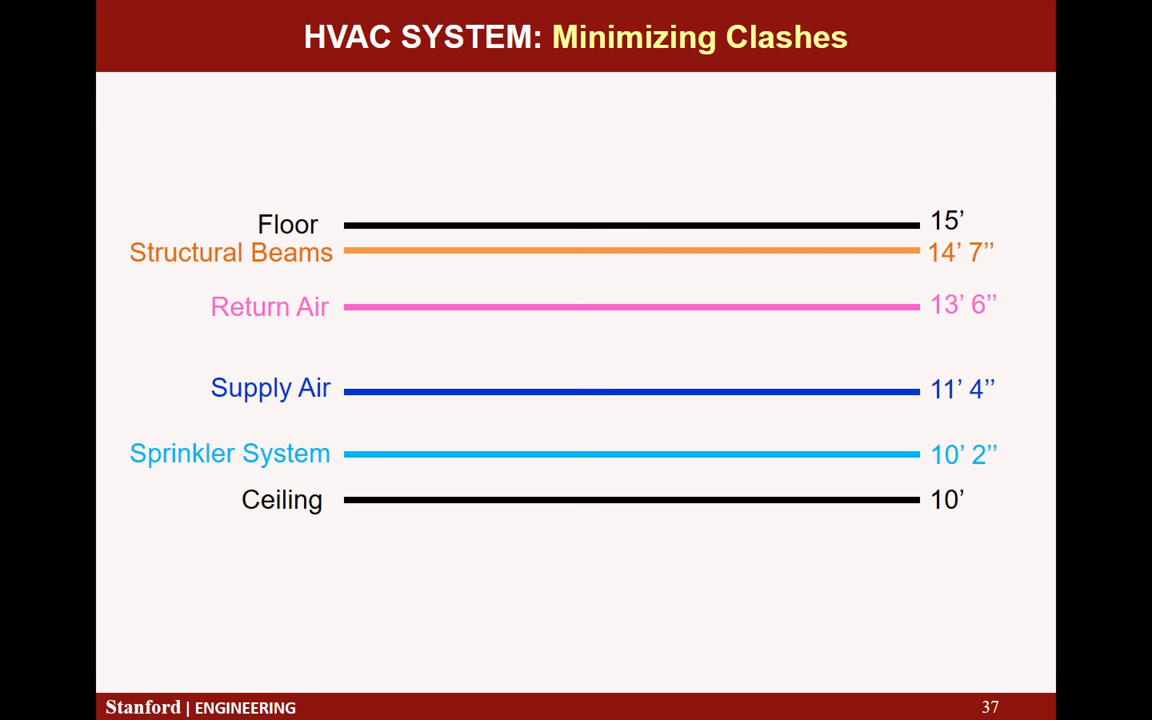 HVAC SYSTEM: Minimizing Clashes
Floor 15’
Structural Beams 14’ 7’’
Return Air 13’ 6’’
Supply Air 11’ 4’’
Sprinkler System 10’ 2’’
Ceiling 10’
Stanford | ENGINEERING 37